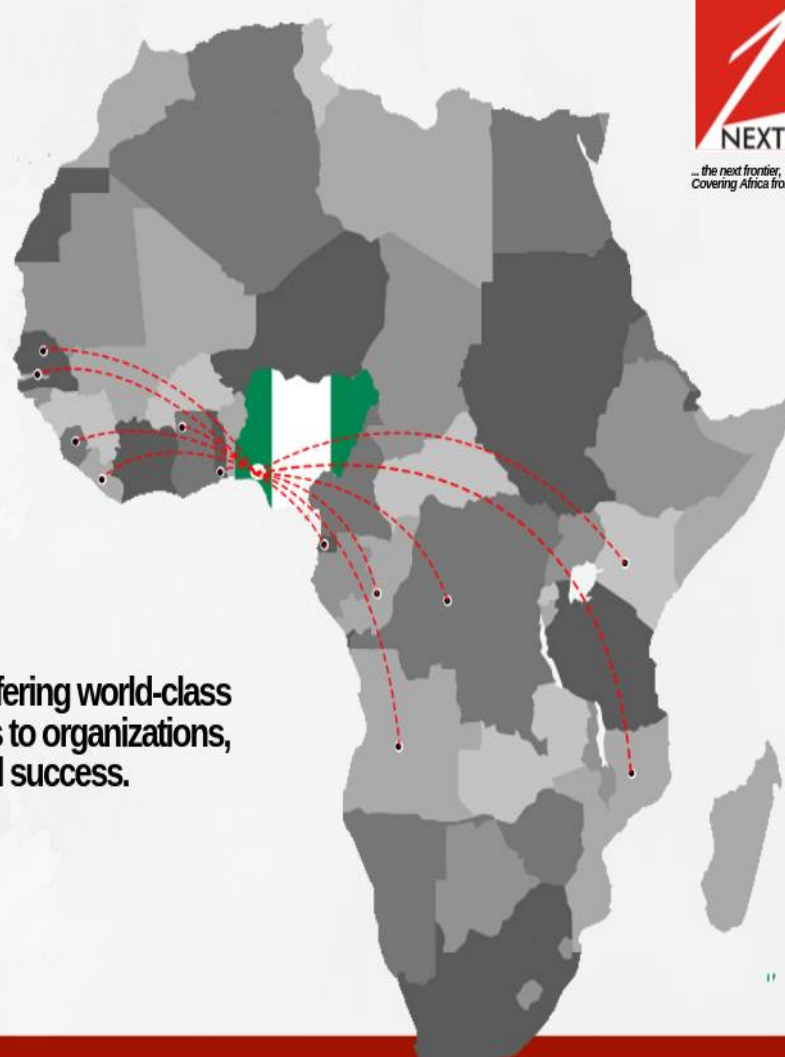 NEXT
... the next frontier,
Covering Africa fro
fering world-class
s to organizations,
l success.